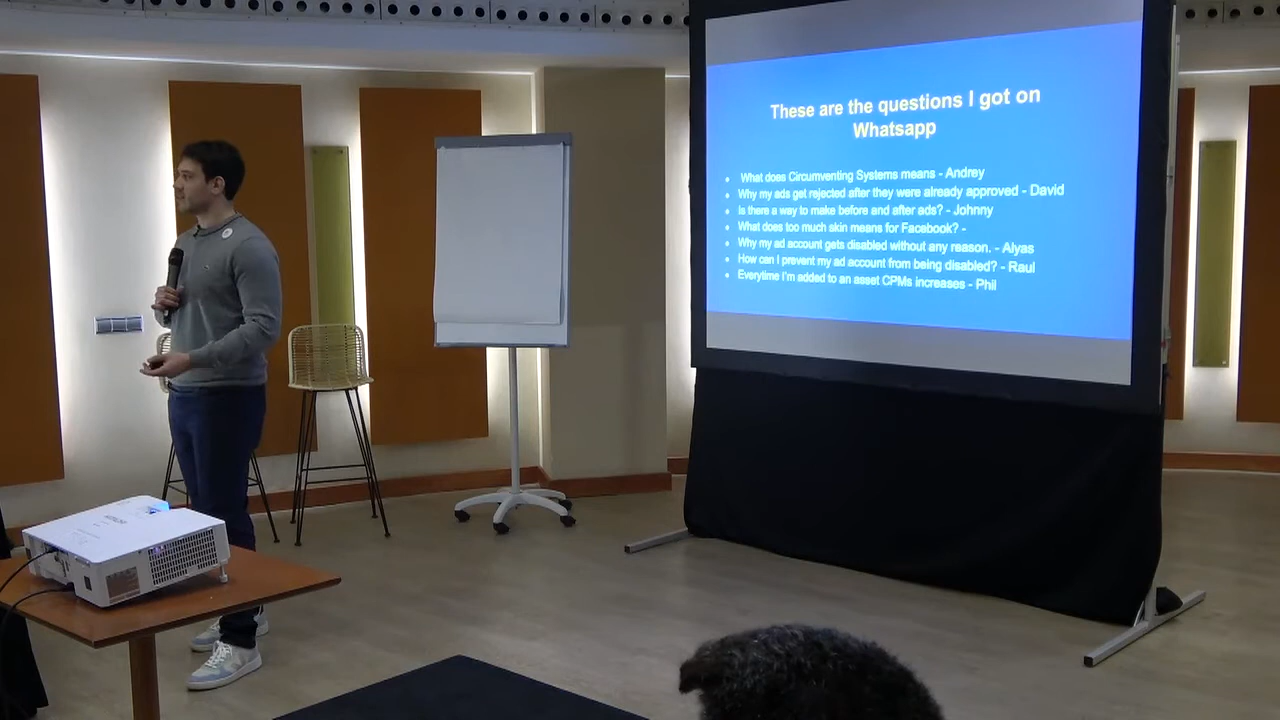 These are the questions I got on
Whatsapp
What does Circumventing Systems means - Andrey
Why my ads get rejected after they were already approved - David
Is there a way to make before and after ads? - Johnny
What does too much skin means for Facebook? -
Why my ad account gets disabled without any reason. - Alyas
How can I prevent my ad account from being disabled? - Raul
Everytime I'm added to an asset CPMs increases - Phil